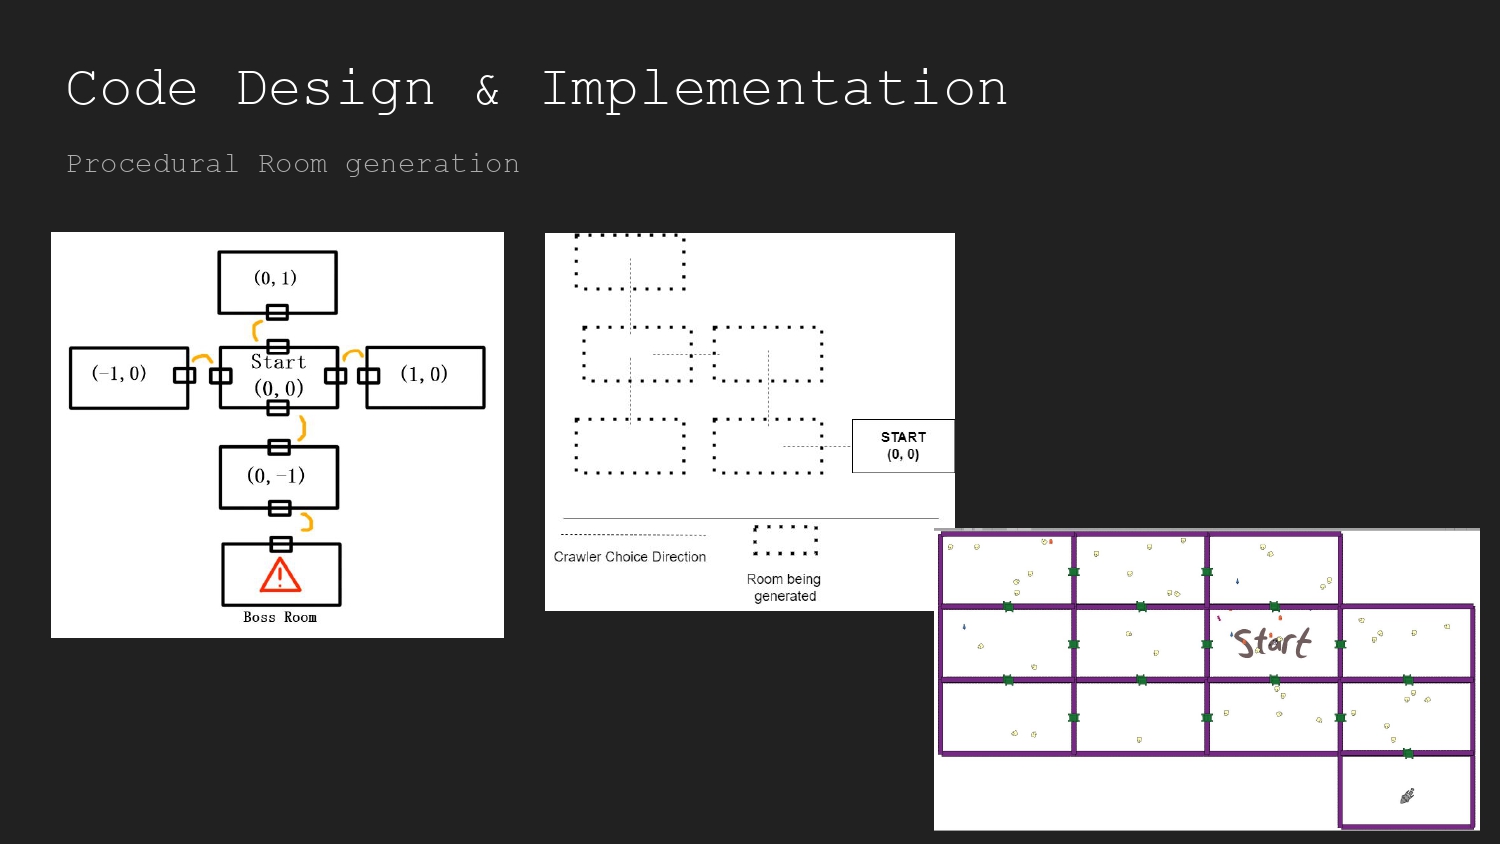 Code Design & Implementation
Procedural Room generation
(0, 1)
(-1, 0)
Start
(0, 0)
(1, 0)
(0, -1)
!
Boss Room
START
(0, 0)
Crawler Choice Direction
Room being
generated
Start